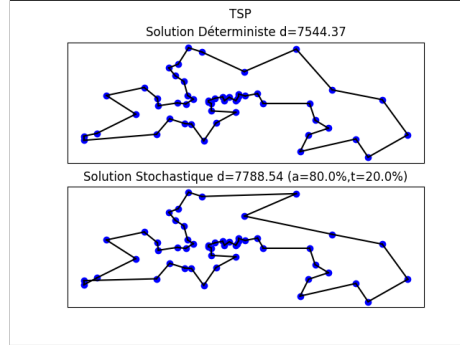 TSP
Solution Déterministe d=7544.37
Solution Stochastique d=7788.54 (a=80.0%,t=20.0%)